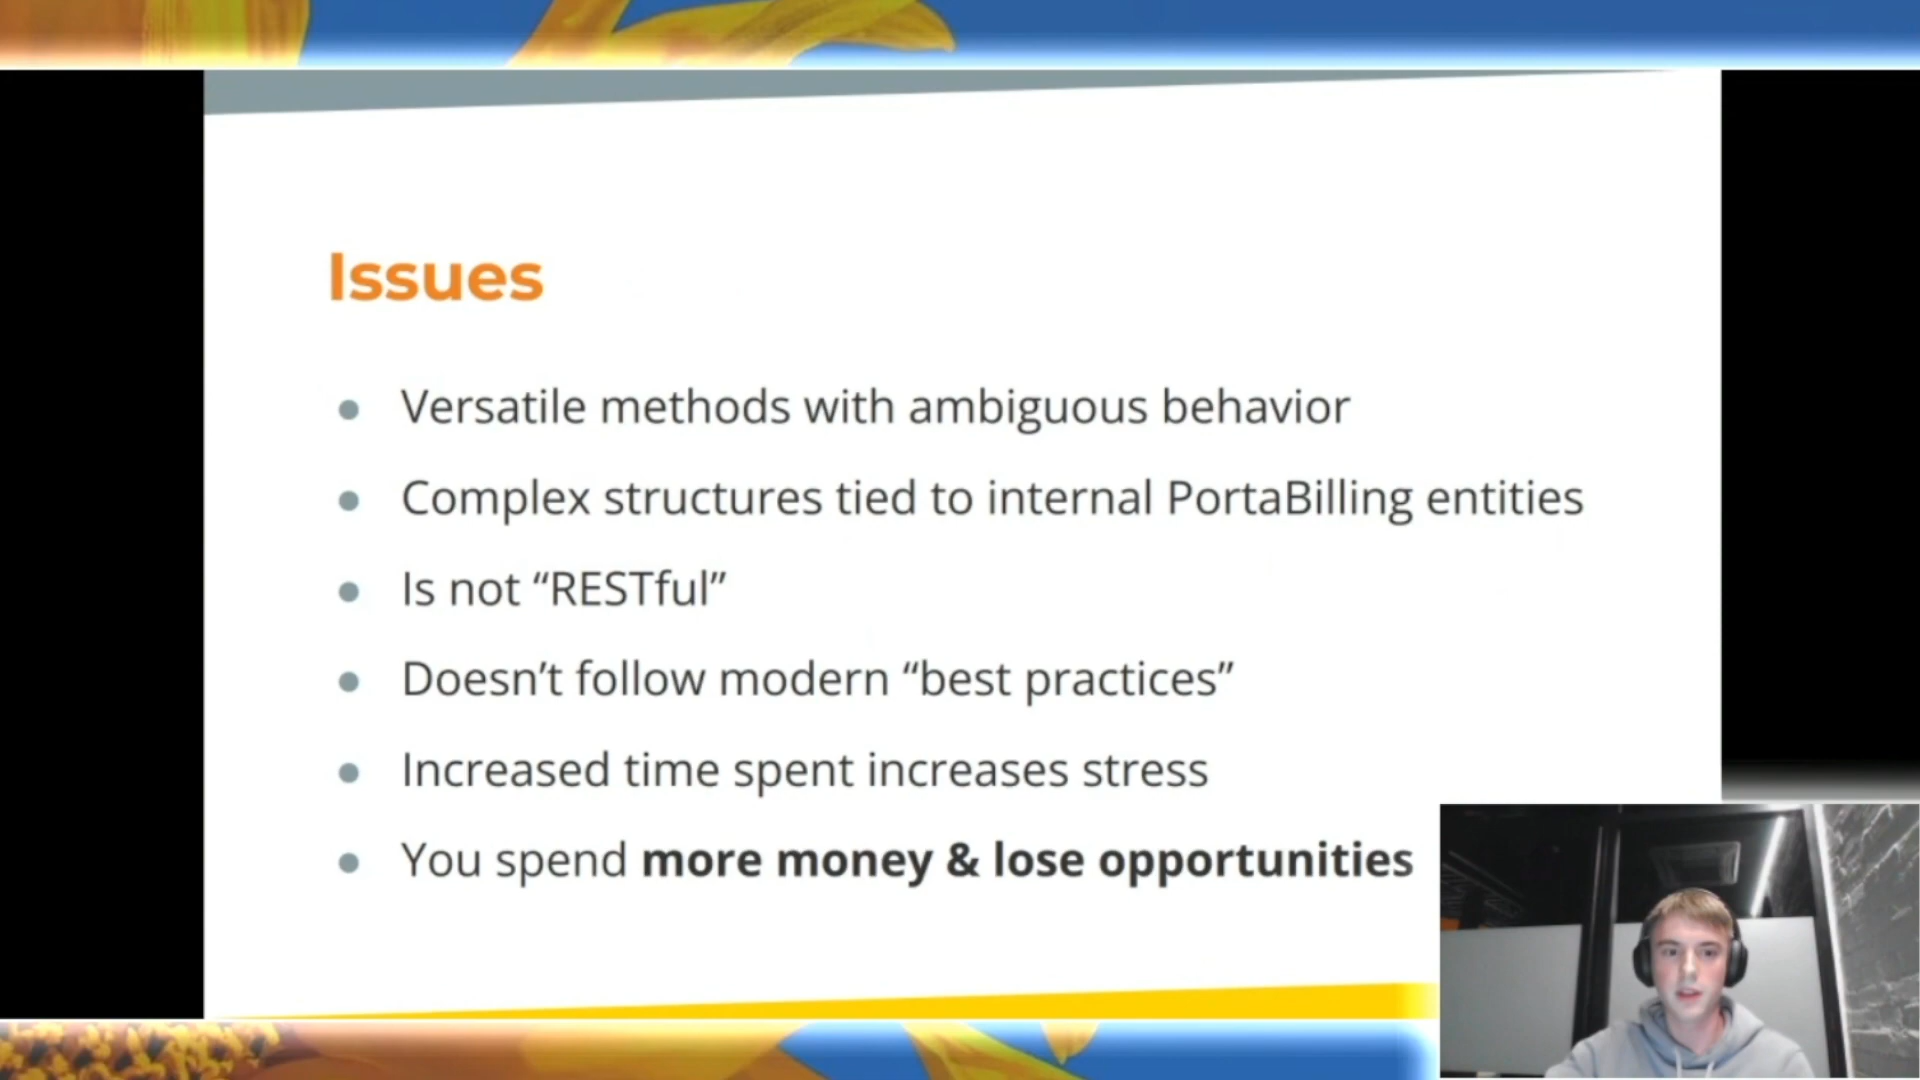 Issues
Versatile methods with ambiguous behavior
Complex structures tied to internal PortaBilling entities
Is not “RESTful”
Doesn’t follow modern “best practices”
Increased time spent increases stress
You spend more money & lose opportunities